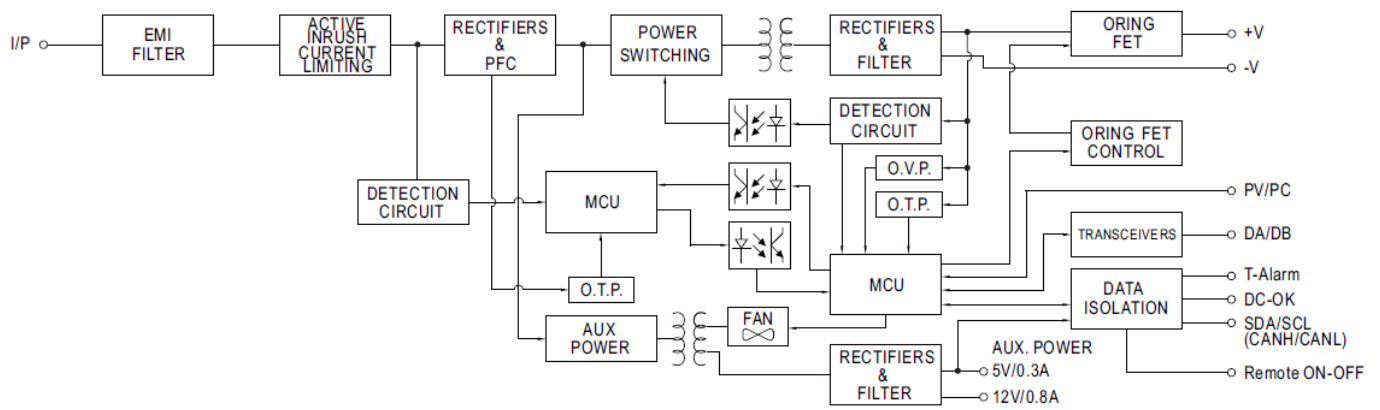 I/P
EMI
FILTER
ACTIVE
INRUSH
CURRENT
LIMITING
RECTIFIERS
&
PFC
POWER
SWITCHING
RECTIFIERS
&
FILTER
ORING
FET
+V
-V
DETECTION
CIRCUIT
ORING FET
CONTROL
O.V.P.
O.T.P.
DETECTION
CIRCUIT
MCU
PV/PC
TRANSCEIVERS
DA/DB
MCU
O.T.P.
DATA
ISOLATION
T-Alarm
DC-OK
SDA/SCL
(CANH/CANL)
AUX
POWER
FAN
RECTIFIERS
&
FILTER
AUX. POWER
5V/0.3A
12V/0.8A
Remote ON-OFF